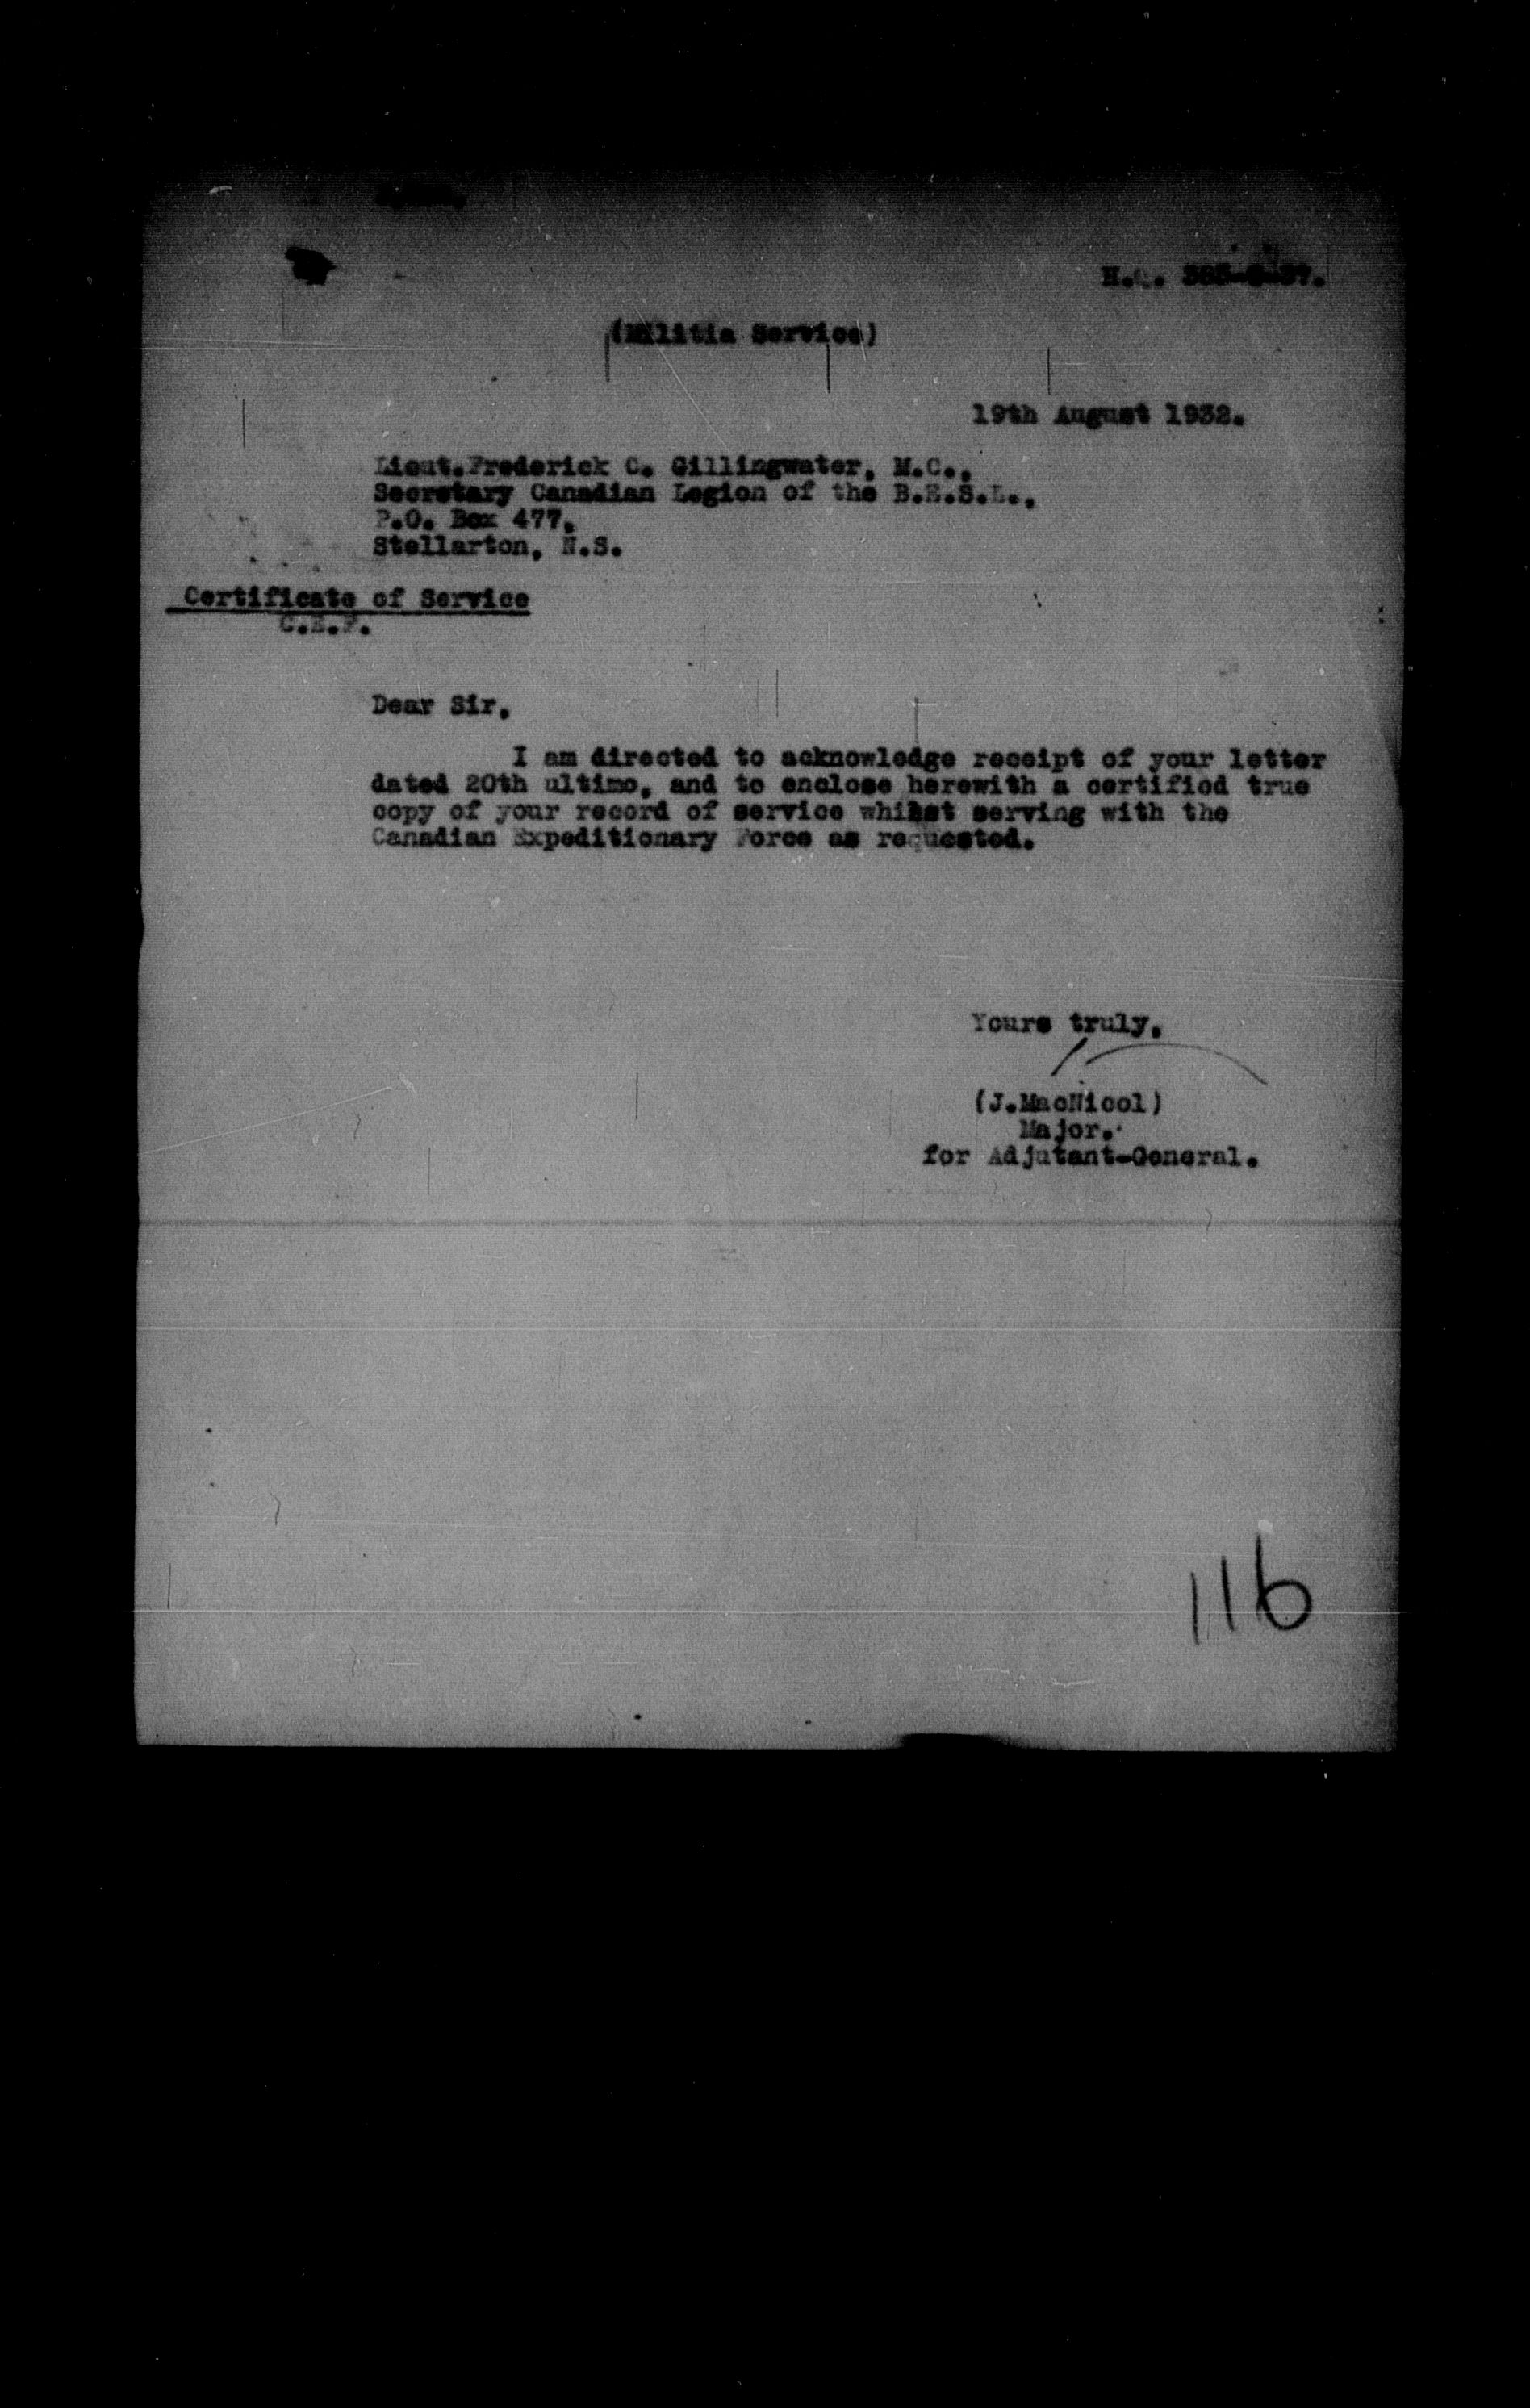 (Militia Service)
19th August 1932.
Lieut.Frederick C. Gillingwater, M.C.,
Secretary Canadian Legion of the B.E.S.L.,
P.O. Box 477,
Stellarton, N.S.
Certificate of Service
C.E.F.
Dear Sir,
I am directed to acknowledge receipt of your letter
dated 20th ultimo, and to enclose herewith a certified true
copy of your record of service whilst serving with the
Canadian Expeditionary Force as requested.
Yours truly,
(J.MacNicol)
Major.
for Adjutant-General.
116